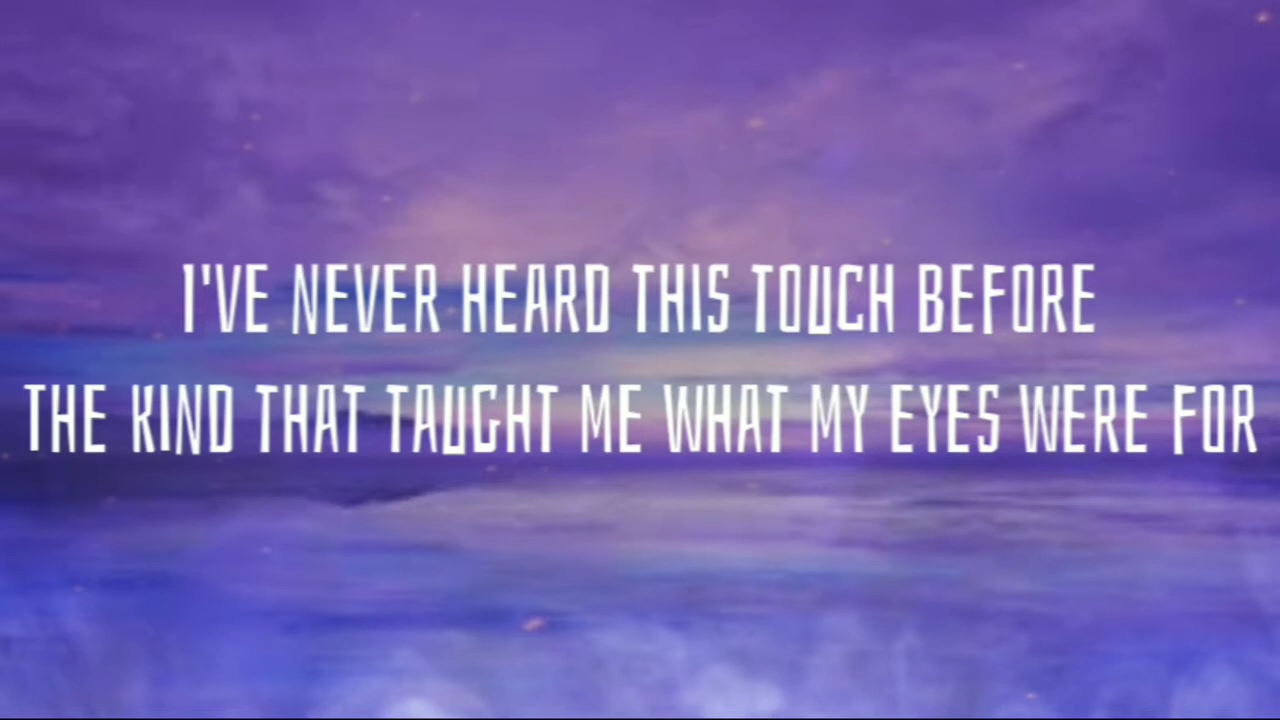 I'VE NEVER HEARD THIS TOUCH BEFORE
THE KIND THAT TAUGHT ME WHAT MY EYES WERE FOR